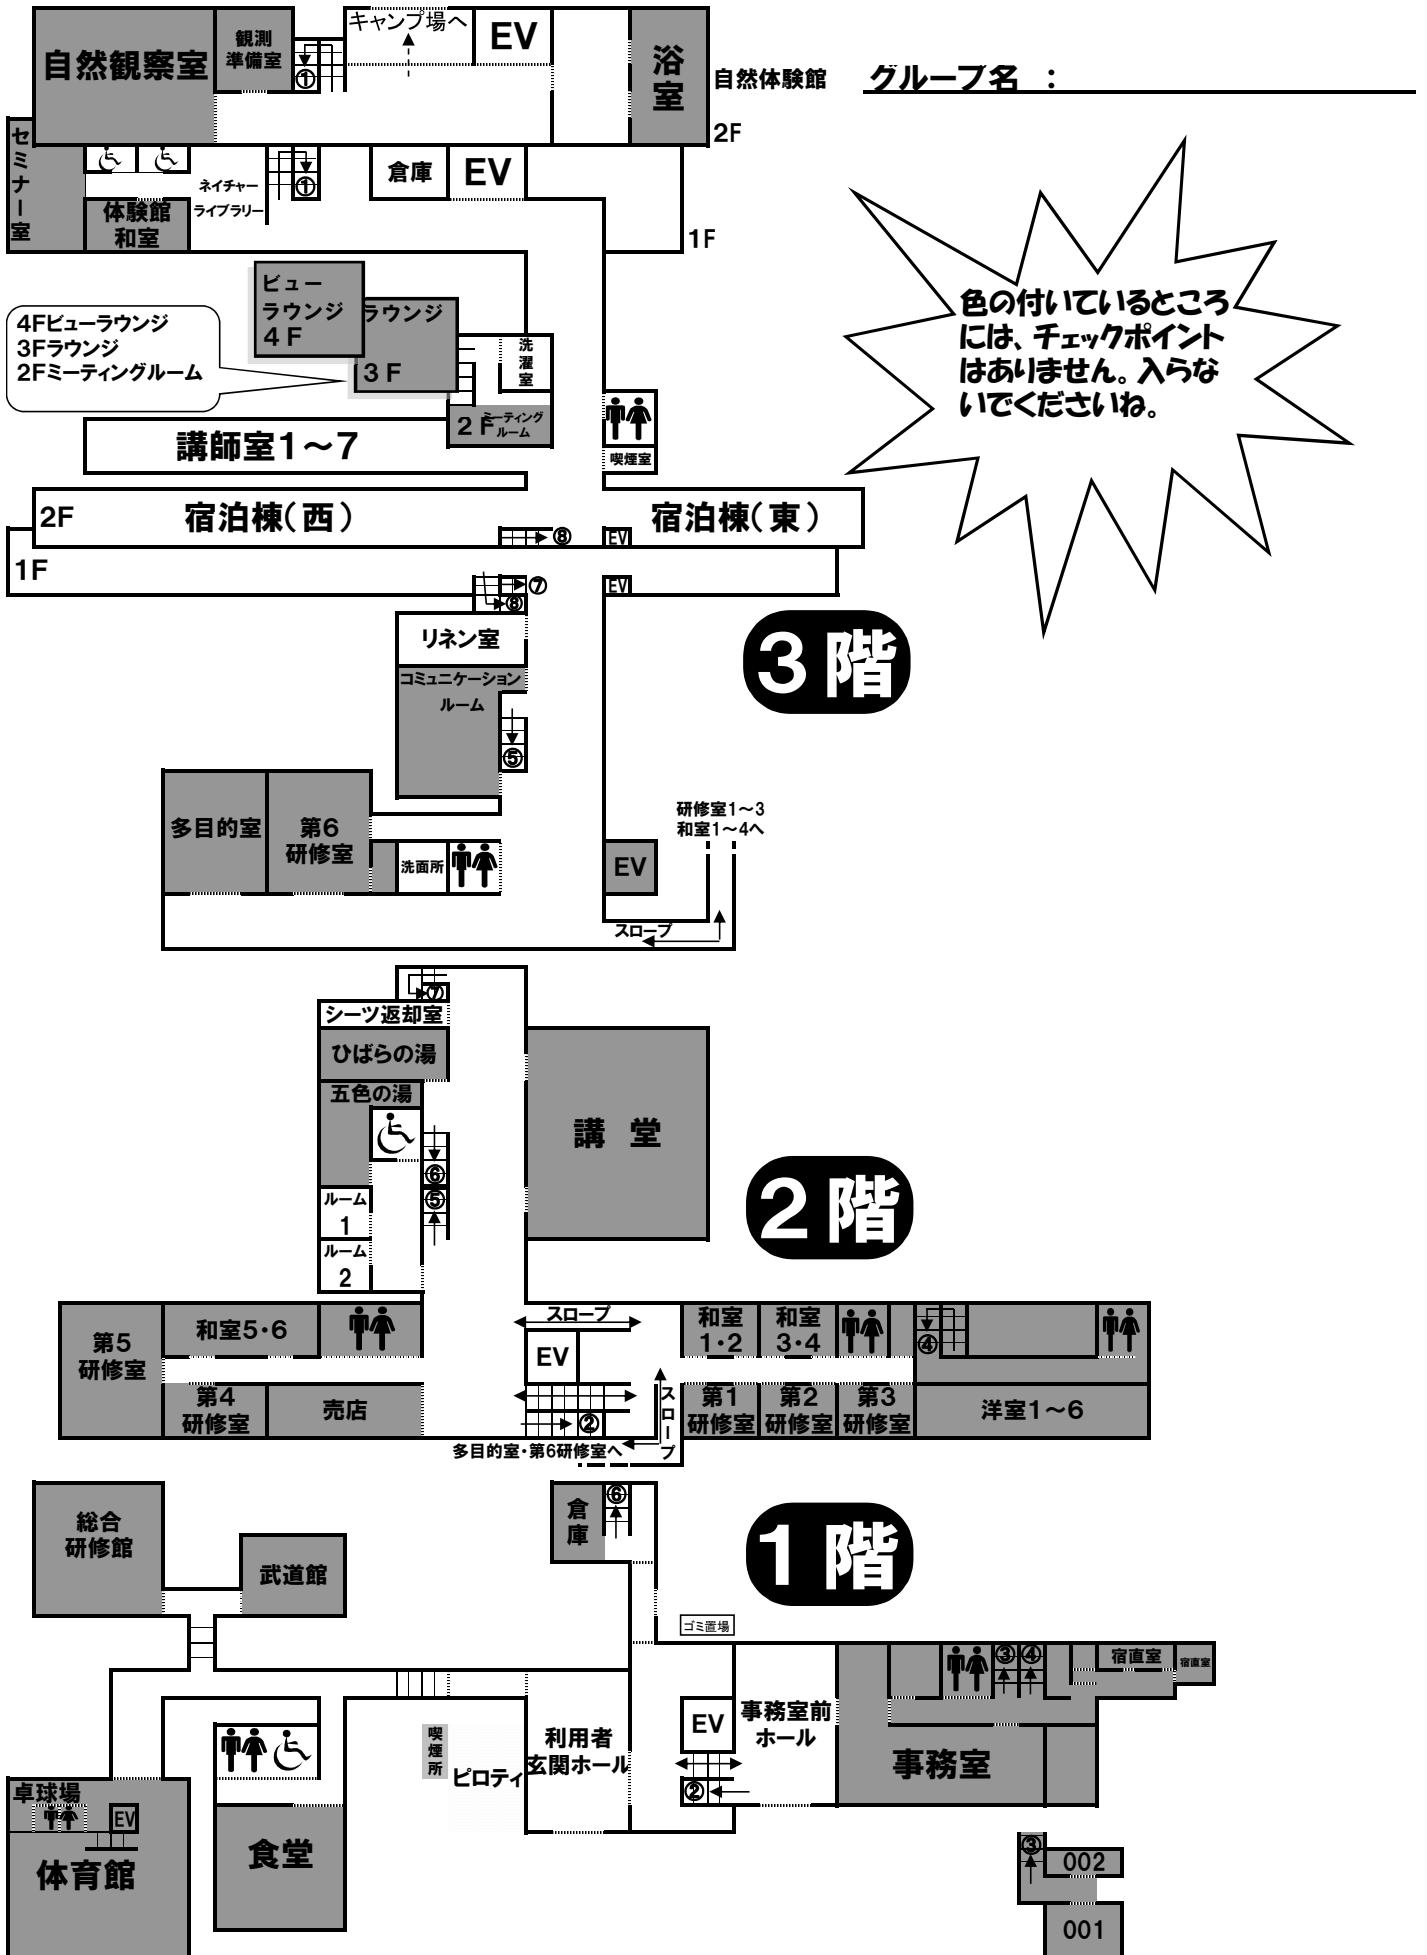 キャンプ場へ
EV
自然観察室
観測
準備室
①
浴
室
自然体験館
グループ名 :
2F
セミナー室
ネイチャー
ライブラリー
①
倉庫
EV
体験館
和室
1F
ビュー
ラウンジ
4F
ラウンジ
3F
4Fビューラウンジ
3Fラウンジ
2Fミーティングルーム
洗濯室
2F
ミーティング
ルーム
講師室1~7
喫煙室
色の付いているところ
には、チェックポイント
はありません。入らな
いでくださいね。
2F
宿泊棟(西)
宿泊棟(東)
⑧
EV
1F
⑦
⑧
EV
リネン室
3階
コミュニケーション
ルーム
⑤
多目的室
第6
研修室
洗面所
EV
研修室1~3
和室1~4へ
スロープ
⑦
シーツ返却室
ひばらの湯
五色の湯
講 堂
⑥
⑤
ルーム
1
ルーム
2
2階
第5
研修室
和室5・6
スロープ
EV
和室
1・2
和室
3・4
④
第4
研修室
売店
②
スロープ
第1
研修室
第2
研修室
第3
研修室
洋室1~6
多目的室・第6研修室へ
総合
研修館
武道館
倉
庫
⑥
1階
ゴミ置場
③
④
宿直室
宿直室
喫煙所
ピロティ
利用者
玄関ホール
EV
②
事務室前
ホール
事務室
卓球場
EV
体育館
食堂
③
002
001